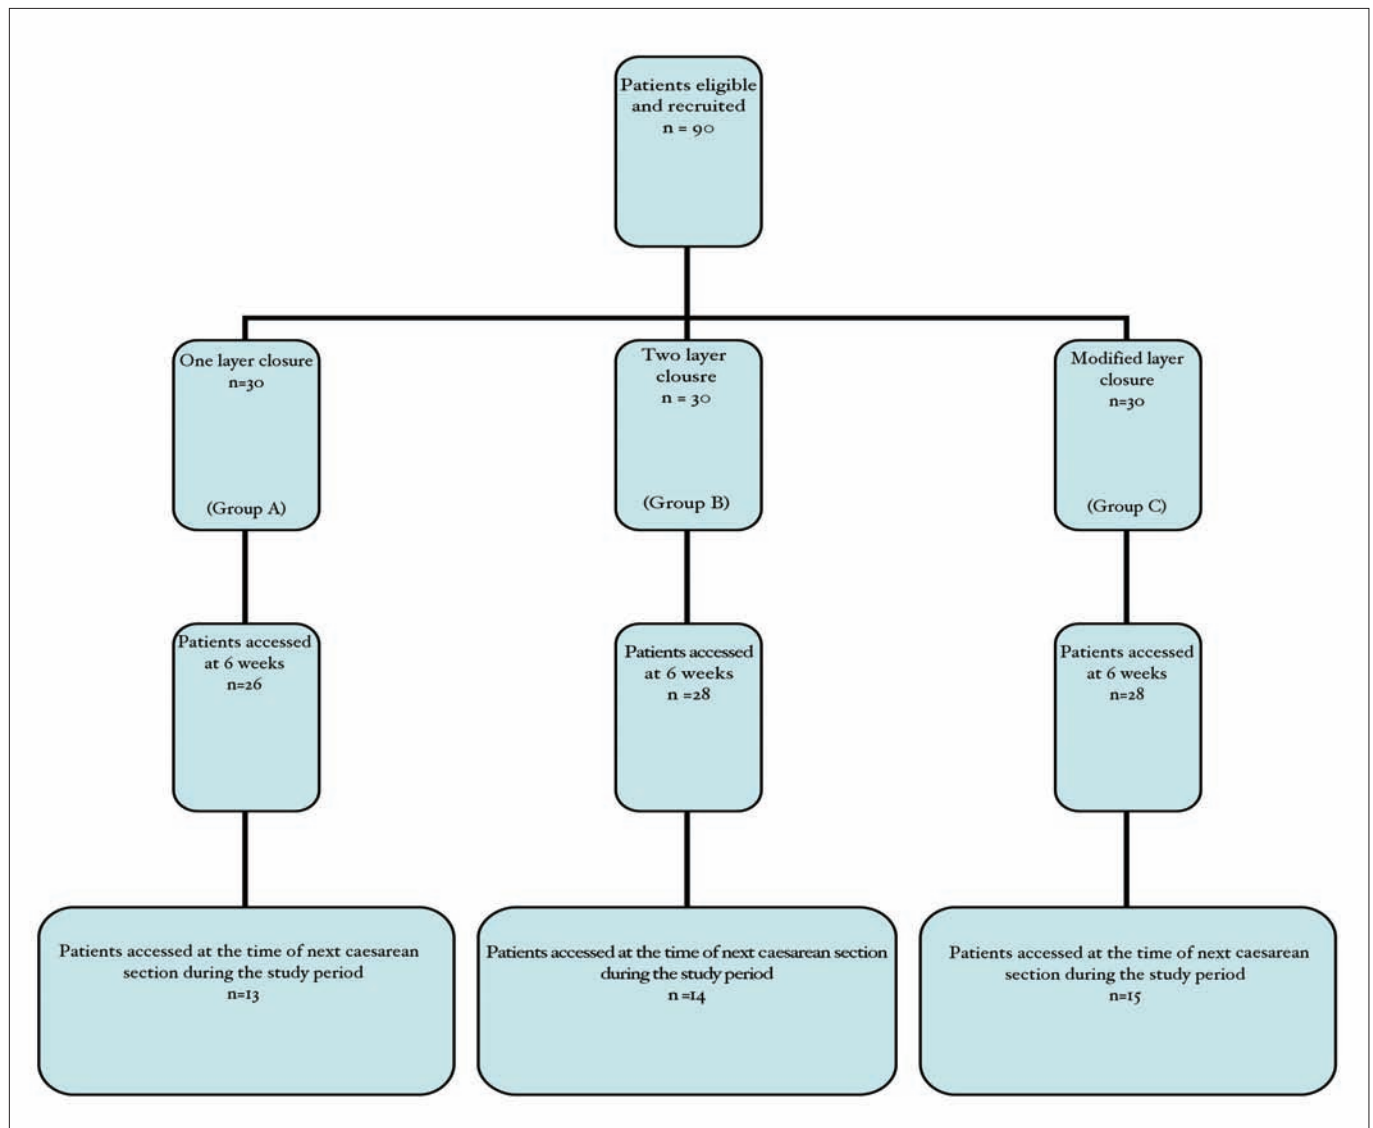 Patients eligible
and recruited
n = 90
One layer closure
n=30
(Group A)
Two layer
clousre
n = 30
(Group B)
Modified layer
closure
n=30
(Group C)
Patients accessed
at 6 weeks
n=26
Patients accessed
at 6 weeks
n =28
Patients accessed
at 6 weeks
n=28
Patients accessed at the time of next caesarean
section during the study period
n=13
Patients accessed at the time of next caesarean section
during the study period
n =14
Patients accessed at the time of next caesarean
section during the study period
n=15